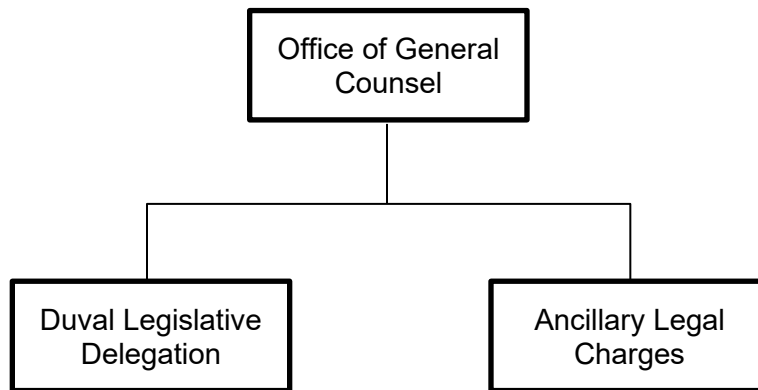 Office of General
Counsel
Duval Legislative
Delegation
Ancillary Legal
Charges